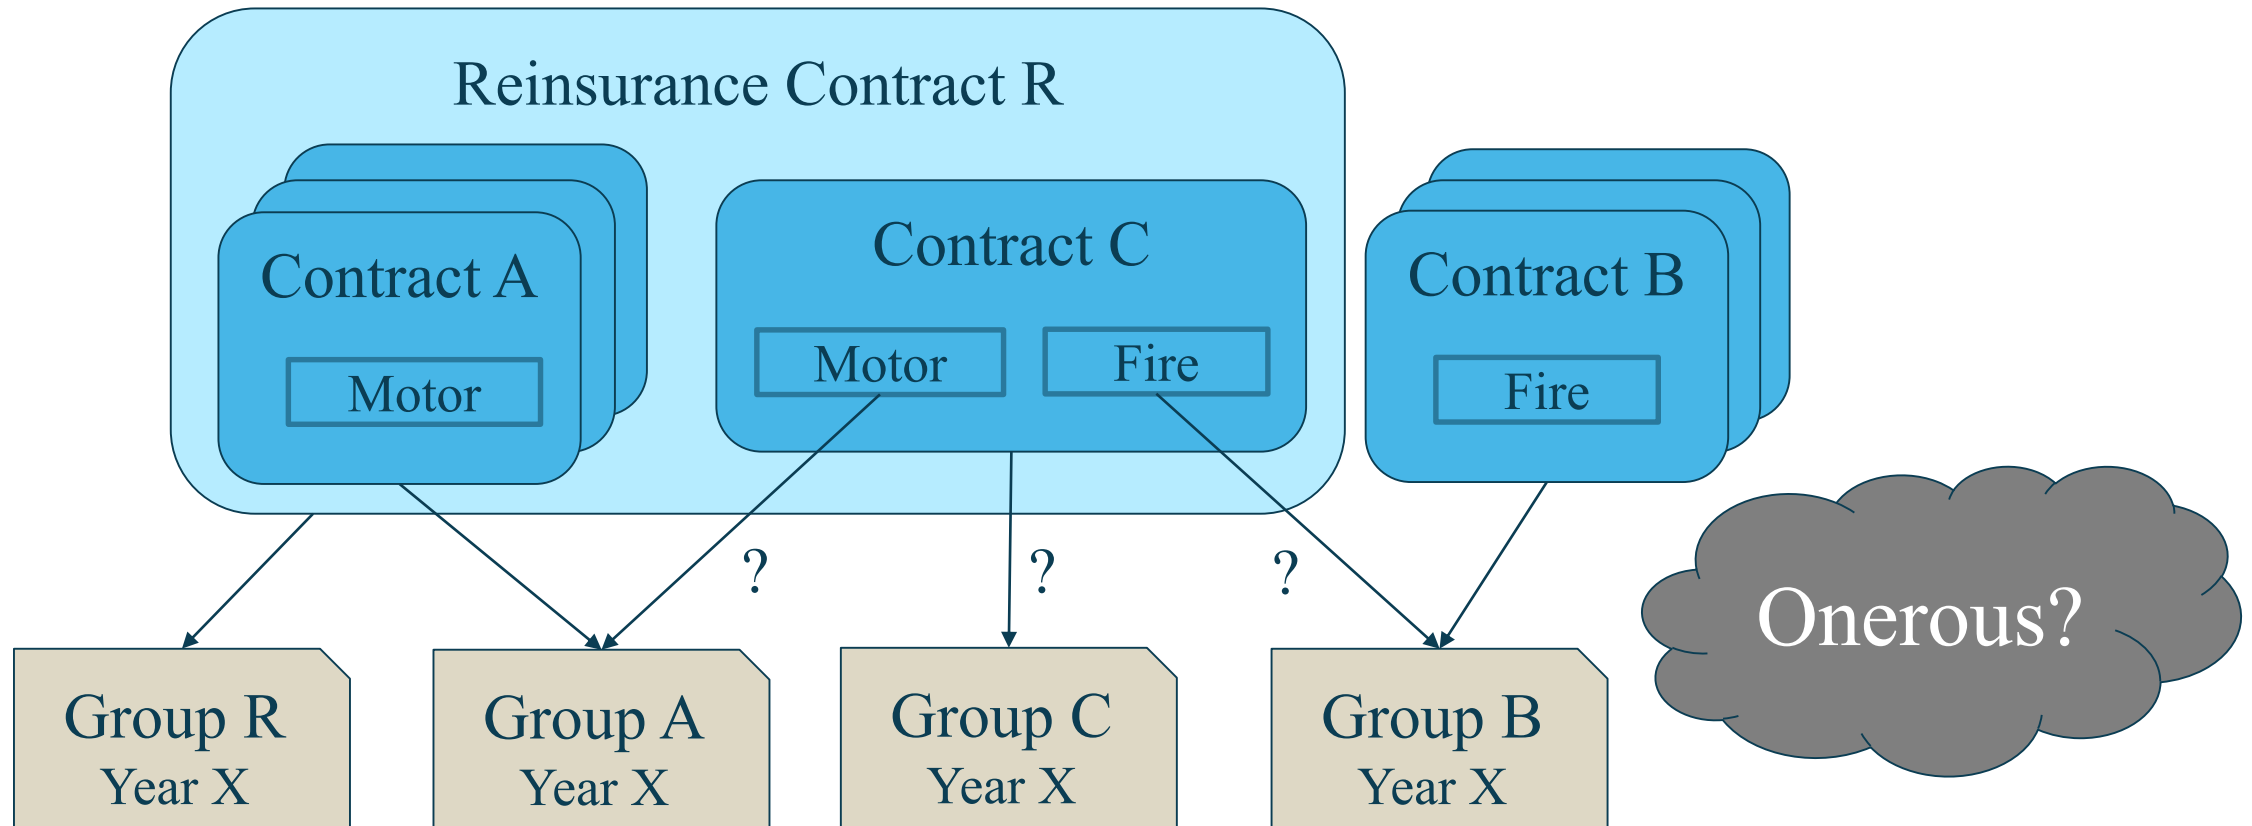 Reinsurance Contract R
Contract A
Motor
Contract C
Motor
Fire
Contract B
Fire
?
?
?
Onerous?
Group R
Year X
Group A
Year X
Group C
Year X
Group B
Year X